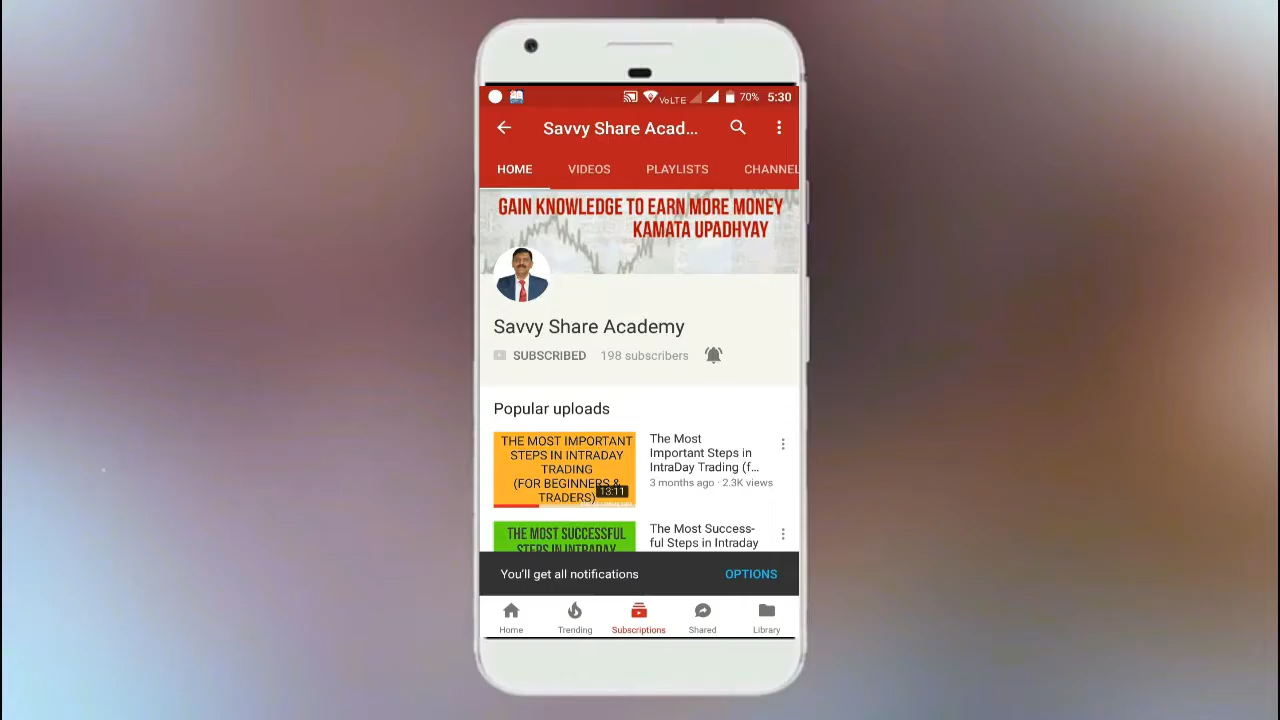 VoLTE 70% 5:30
Savvy Share Acad...
HOME VIDEOS PLAYLISTS CHANNEL
GAIN KNOWLEDGE TO EARN MORE MONEY
KAMATA UPADHYAY
Savvy Share Academy
SUBSCRIBED 198 subscribers
Popular uploads
THE MOST IMPORTANT
STEPS IN INTRADAY
TRADING
(FOR BEGINNERS &
TRADERS)
13:11
The Most
Important Steps in
IntraDay Trading (f...
3 months ago · 2.3K views
THE MOST SUCCESSFUL
STEPS IN INTRADAY
The Most Success-
ful Steps in Intraday
You'll get all notifications OPTIONS
Home Trending Subscriptions Shared Library